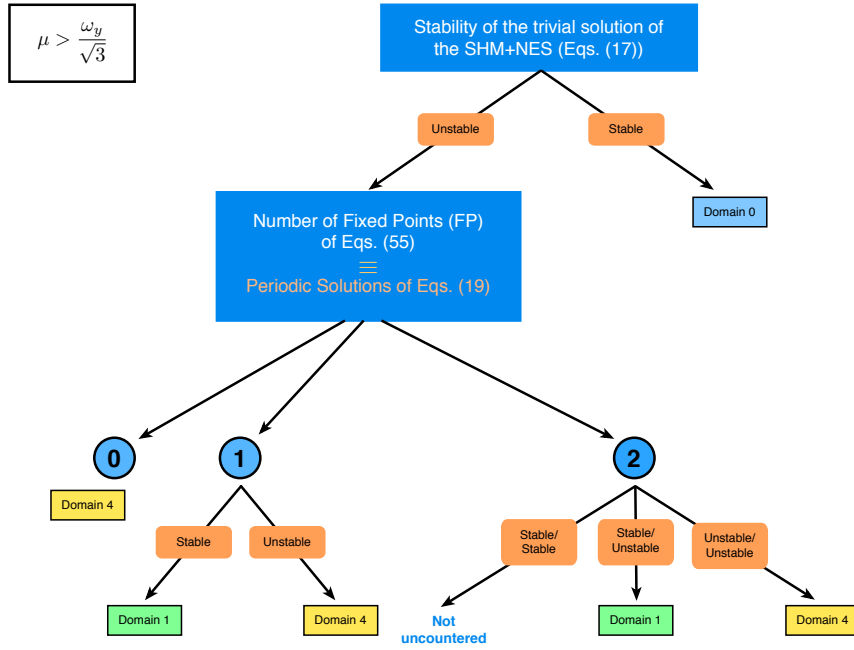 μ > ω_y / √3
Stability of the trivial solution of
the SHM+NES (Eqs. (17))
Unstable
Stable
Domain 0
Number of Fixed Points (FP)
of Eqs. (55)
≡
Periodic Solutions of Eqs. (19)
0
1
2
Domain 4
Stable
Unstable
Stable/
Stable
Stable/
Unstable
Unstable/
Unstable
Domain 1
Domain 4
Not
uncountered
Domain 1
Domain 4